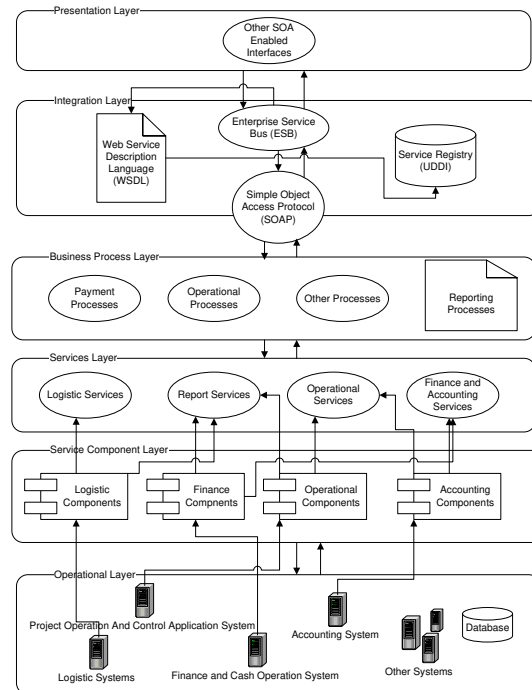 Presentation Layer
Other SOA
Enabled
Interfaces
Integration Layer
Enterprise Service
Bus (ESB)
Web Service
Description
Language
(WSDL)
Service Registry
(UDDI)
Simple Object
Access Protocol
(SOAP)
Business Process Layer
Payment
Processes
Operational
Processes
Other Processes
Reporting
Processes
Services Layer
Logistic Services
Report Services
Operational
Services
Finance and
Accounting
Services
Service Component Layer
Logistic
Components
Finance
Compnents
Operational
Components
Accounting
Components
Operational Layer
Project Operation And Control Application System
Accounting System
Database
Logistic Systems
Finance and Cash Operation System
Other Systems